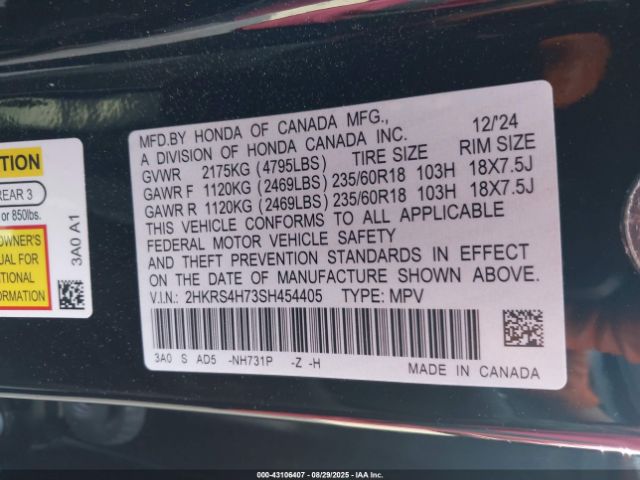 MFD.BY HONDA OF CANADA MFG., 12/'24
A DIVISION OF HONDA CANADA INC.
GVWR 2175KG (4795LBS) TIRE SIZE RIM SIZE
GAWR F 1120KG (2469LBS) 235/60R18 103H 18X7.5J
GAWR R 1120KG (2469LBS) 235/60R18 103H 18X7.5J
THIS VEHICLE CONFORMS TO ALL APPLICABLE
FEDERAL MOTOR VEHICLE SAFETY
AND THEFT PREVENTION STANDARDS IN EFFECT
ON THE DATE OF MANUFACTURE SHOWN ABOVE.
V.I.N.: 2HKRS4H73SH454405 TYPE: MPV
3A0 S AD5 -NH731P -Z -H
MADE IN CANADA
TION
REAR 3
or 850lbs.
OWNER'S
UAL FOR
TIONAL
MATION.
3A0 A1
000-43106407 - 08/29/2025 - IAAI Inc.